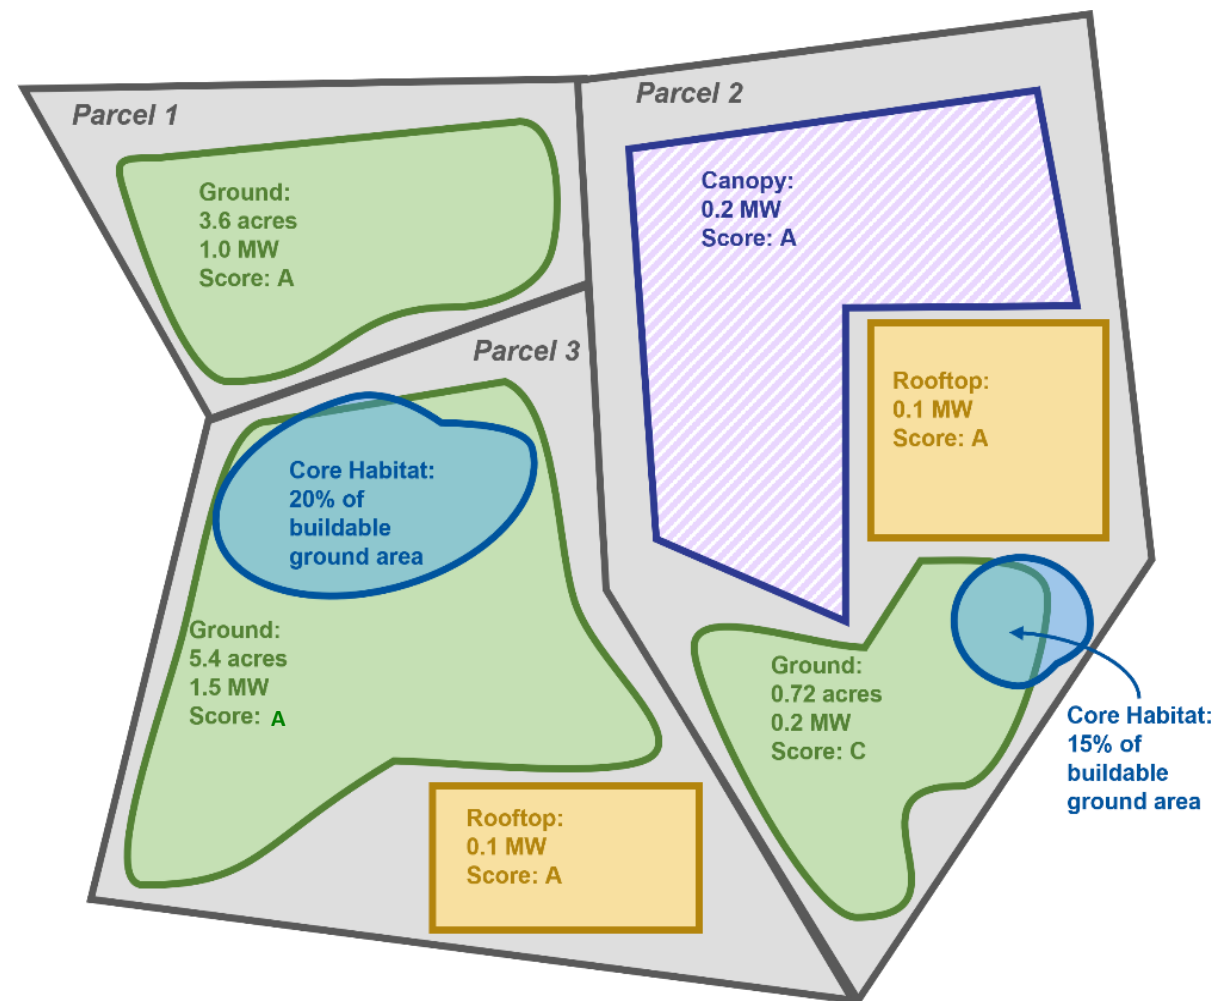 Parcel 1
Ground:
3.6 acres
1.0 MW
Score: A
Parcel 2
Canopy:
0.2 MW
Score: A
Rooftop:
0.1 MW
Score: A
Ground:
0.72 acres
0.2 MW
Score: C
Core Habitat:
15% of
buildable
ground area
Parcel 3
Core Habitat:
20% of
buildable
ground area
Ground:
5.4 acres
1.5 MW
Score: A
Rooftop:
0.1 MW
Score: A